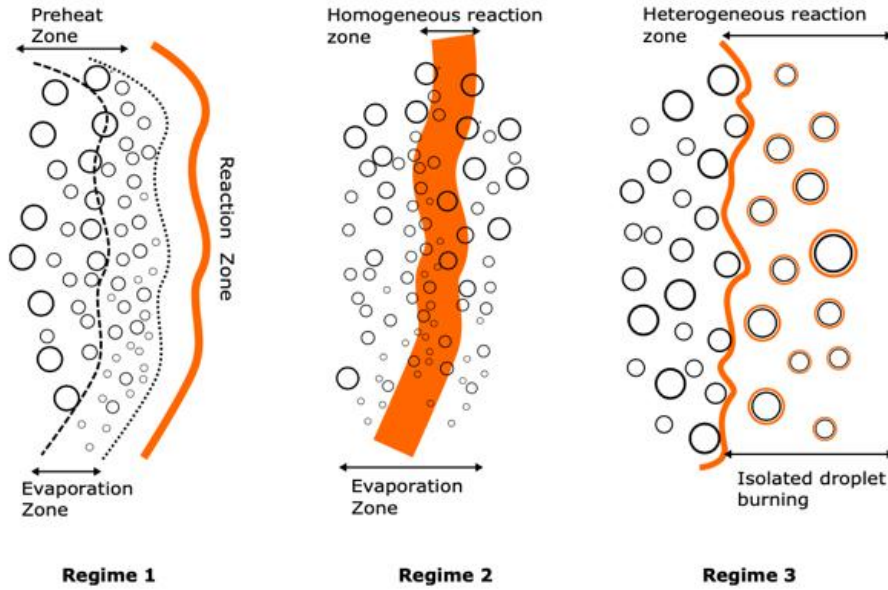 Preheat
Zone
Reaction Zone
Evaporation
Zone
Regime 1
Homogeneous reaction
zone
Evaporation
Zone
Regime 2
Heterogeneous reaction
zone
Isolated droplet
burning
Regime 3